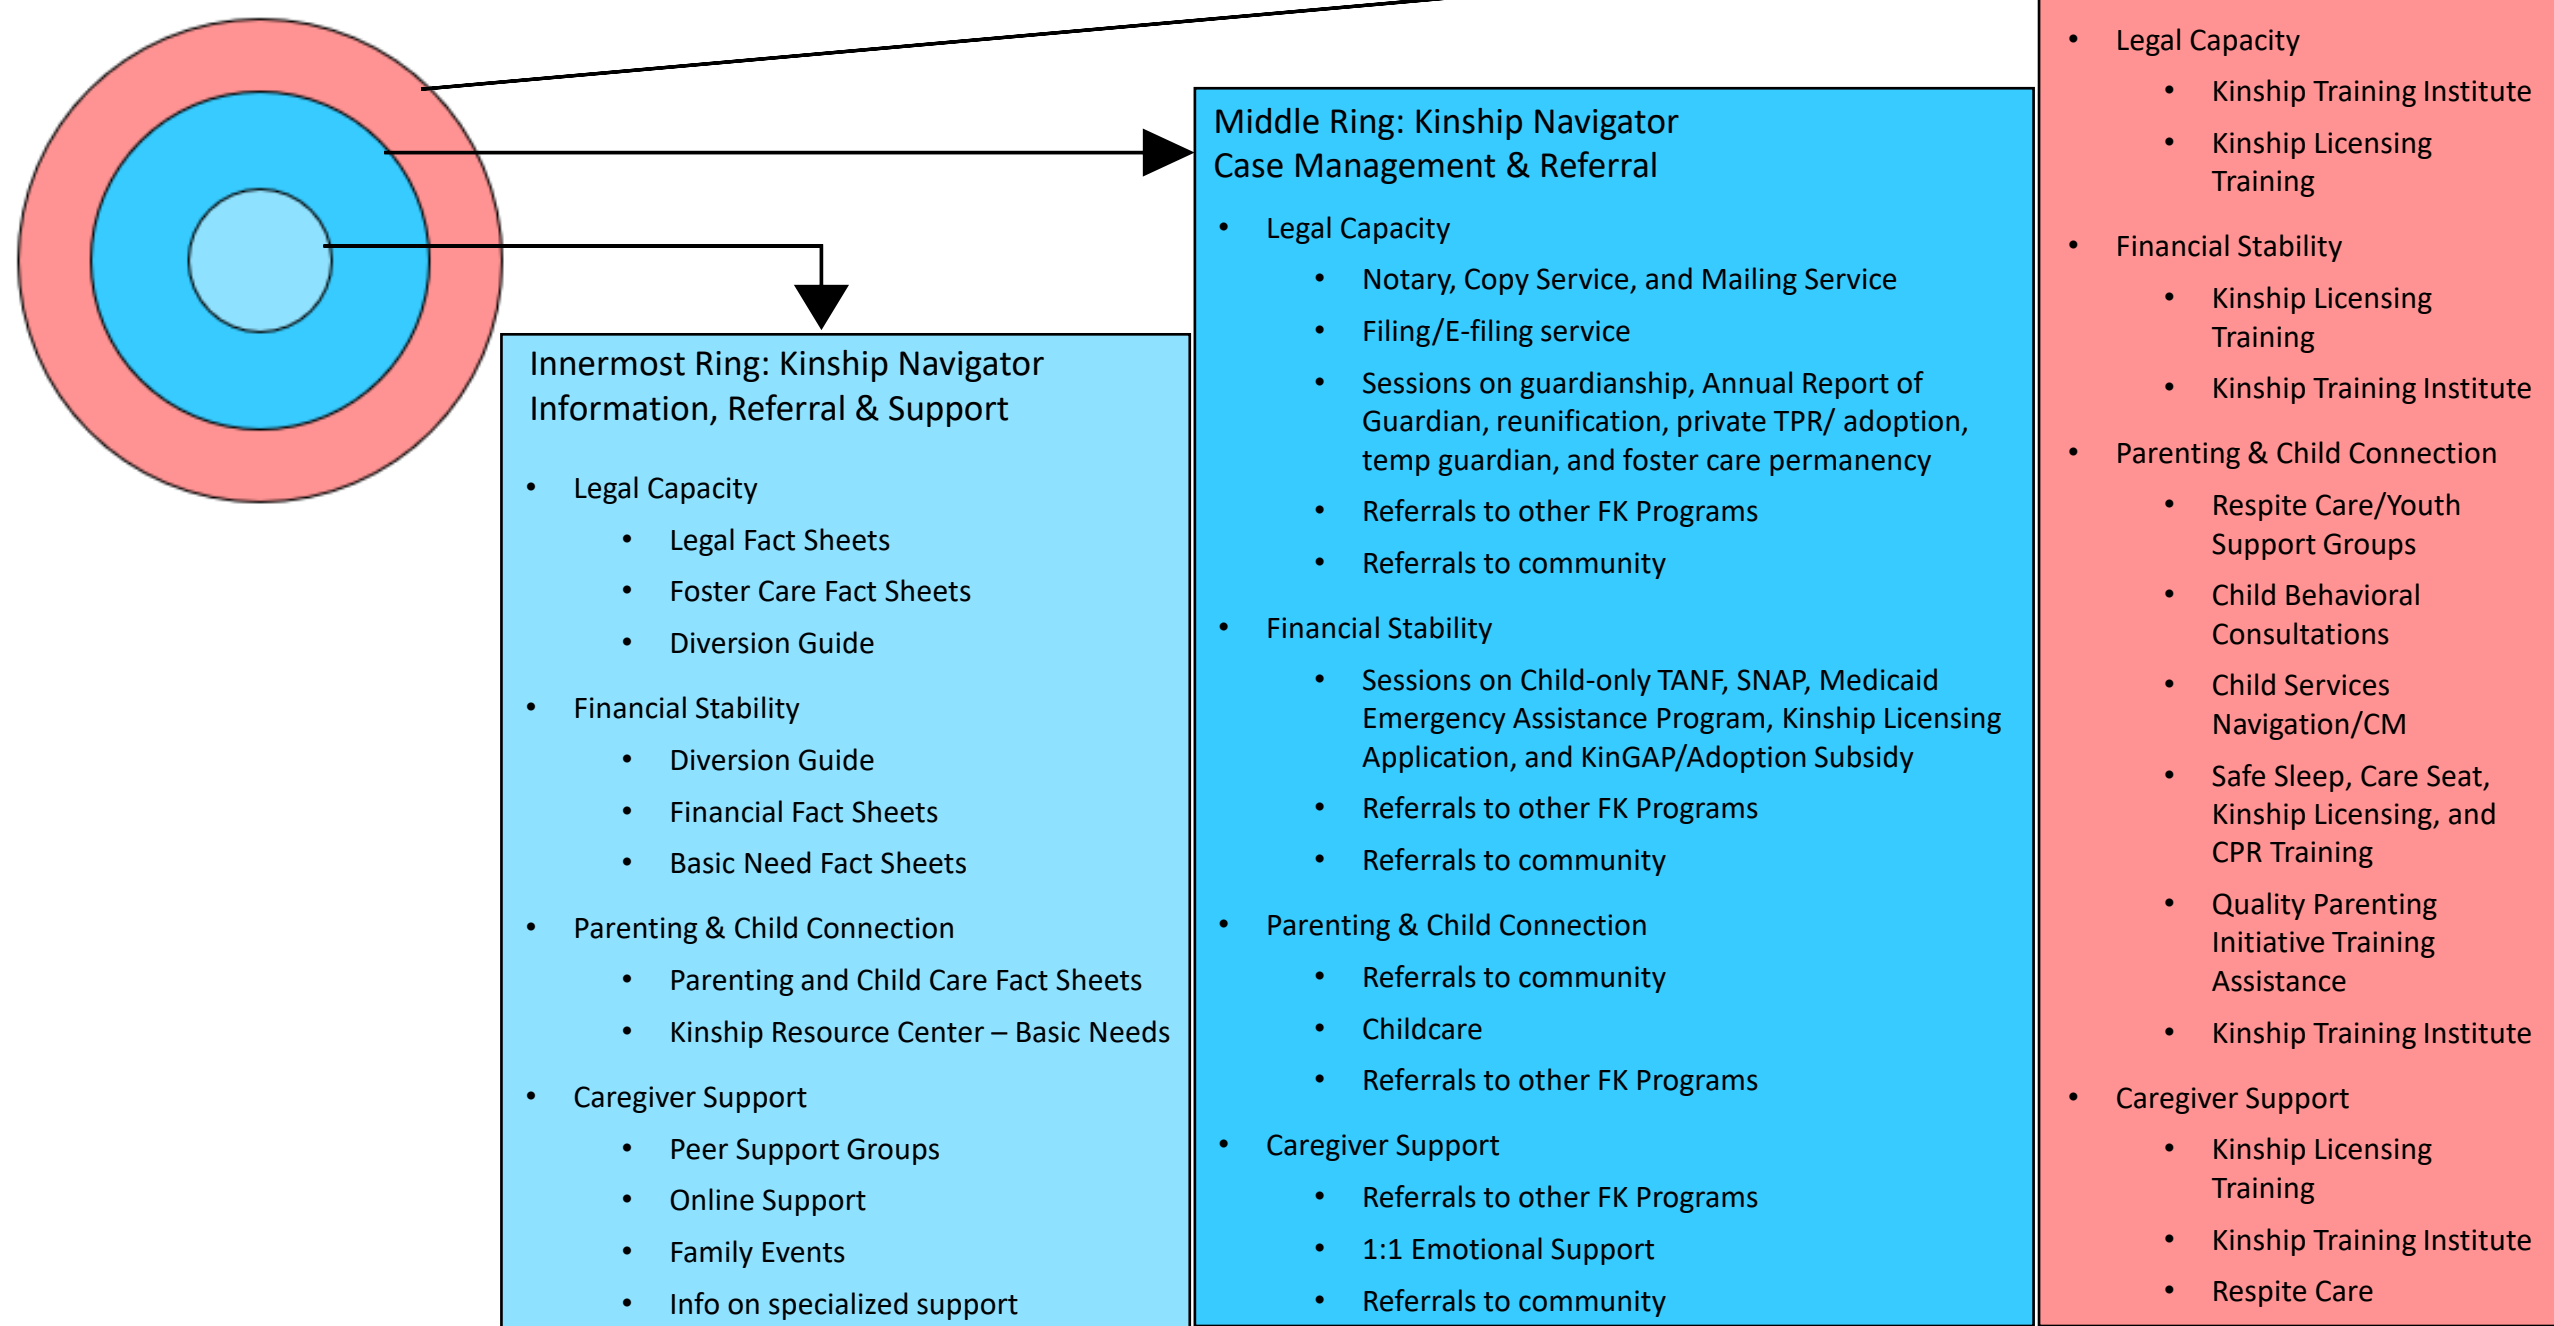 Innermost Ring: Kinship Navigator
Information, Referral & Support
• Legal Capacity
• Legal Fact Sheets
• Foster Care Fact Sheets
• Diversion Guide
• Financial Stability
• Diversion Guide
• Financial Fact Sheets
• Basic Need Fact Sheets
• Parenting & Child Connection
• Parenting and Child Care Fact Sheets
• Kinship Resource Center – Basic Needs
• Caregiver Support
• Peer Support Groups
• Online Support
• Family Events
• Info on specialized support
Middle Ring: Kinship Navigator
Case Management & Referral
• Legal Capacity
• Notary, Copy Service, and Mailing Service
• Filing/E-filing service
• Sessions on guardianship, Annual Report of
Guardian, reunification, private TPR/ adoption,
temp guardian, and foster care permanency
• Referrals to other FK Programs
• Referrals to community
• Financial Stability
• Sessions on Child-only TANF, SNAP, Medicaid
Emergency Assistance Program, Kinship Licensing
Application, and KinGAP/Adoption Subsidy
• Referrals to other FK Programs
• Referrals to community
• Parenting & Child Connection
• Referrals to community
• Childcare
• Referrals to other FK Programs
• Caregiver Support
• Referrals to other FK Programs
• 1:1 Emotional Support
• Referrals to community
• Legal Capacity
• Kinship Training Institute
• Kinship Licensing
Training
• Financial Stability
• Kinship Licensing
Training
• Kinship Training Institute
• Parenting & Child Connection
• Respite Care/Youth
Support Groups
• Child Behavioral
Consultations
• Child Services
Navigation/CM
• Safe Sleep, Care Seat,
Kinship Licensing, and
CPR Training
• Quality Parenting
Initiative Training
Assistance
• Kinship Training Institute
• Caregiver Support
• Kinship Licensing
Training
• Kinship Training Institute
• Respite Care